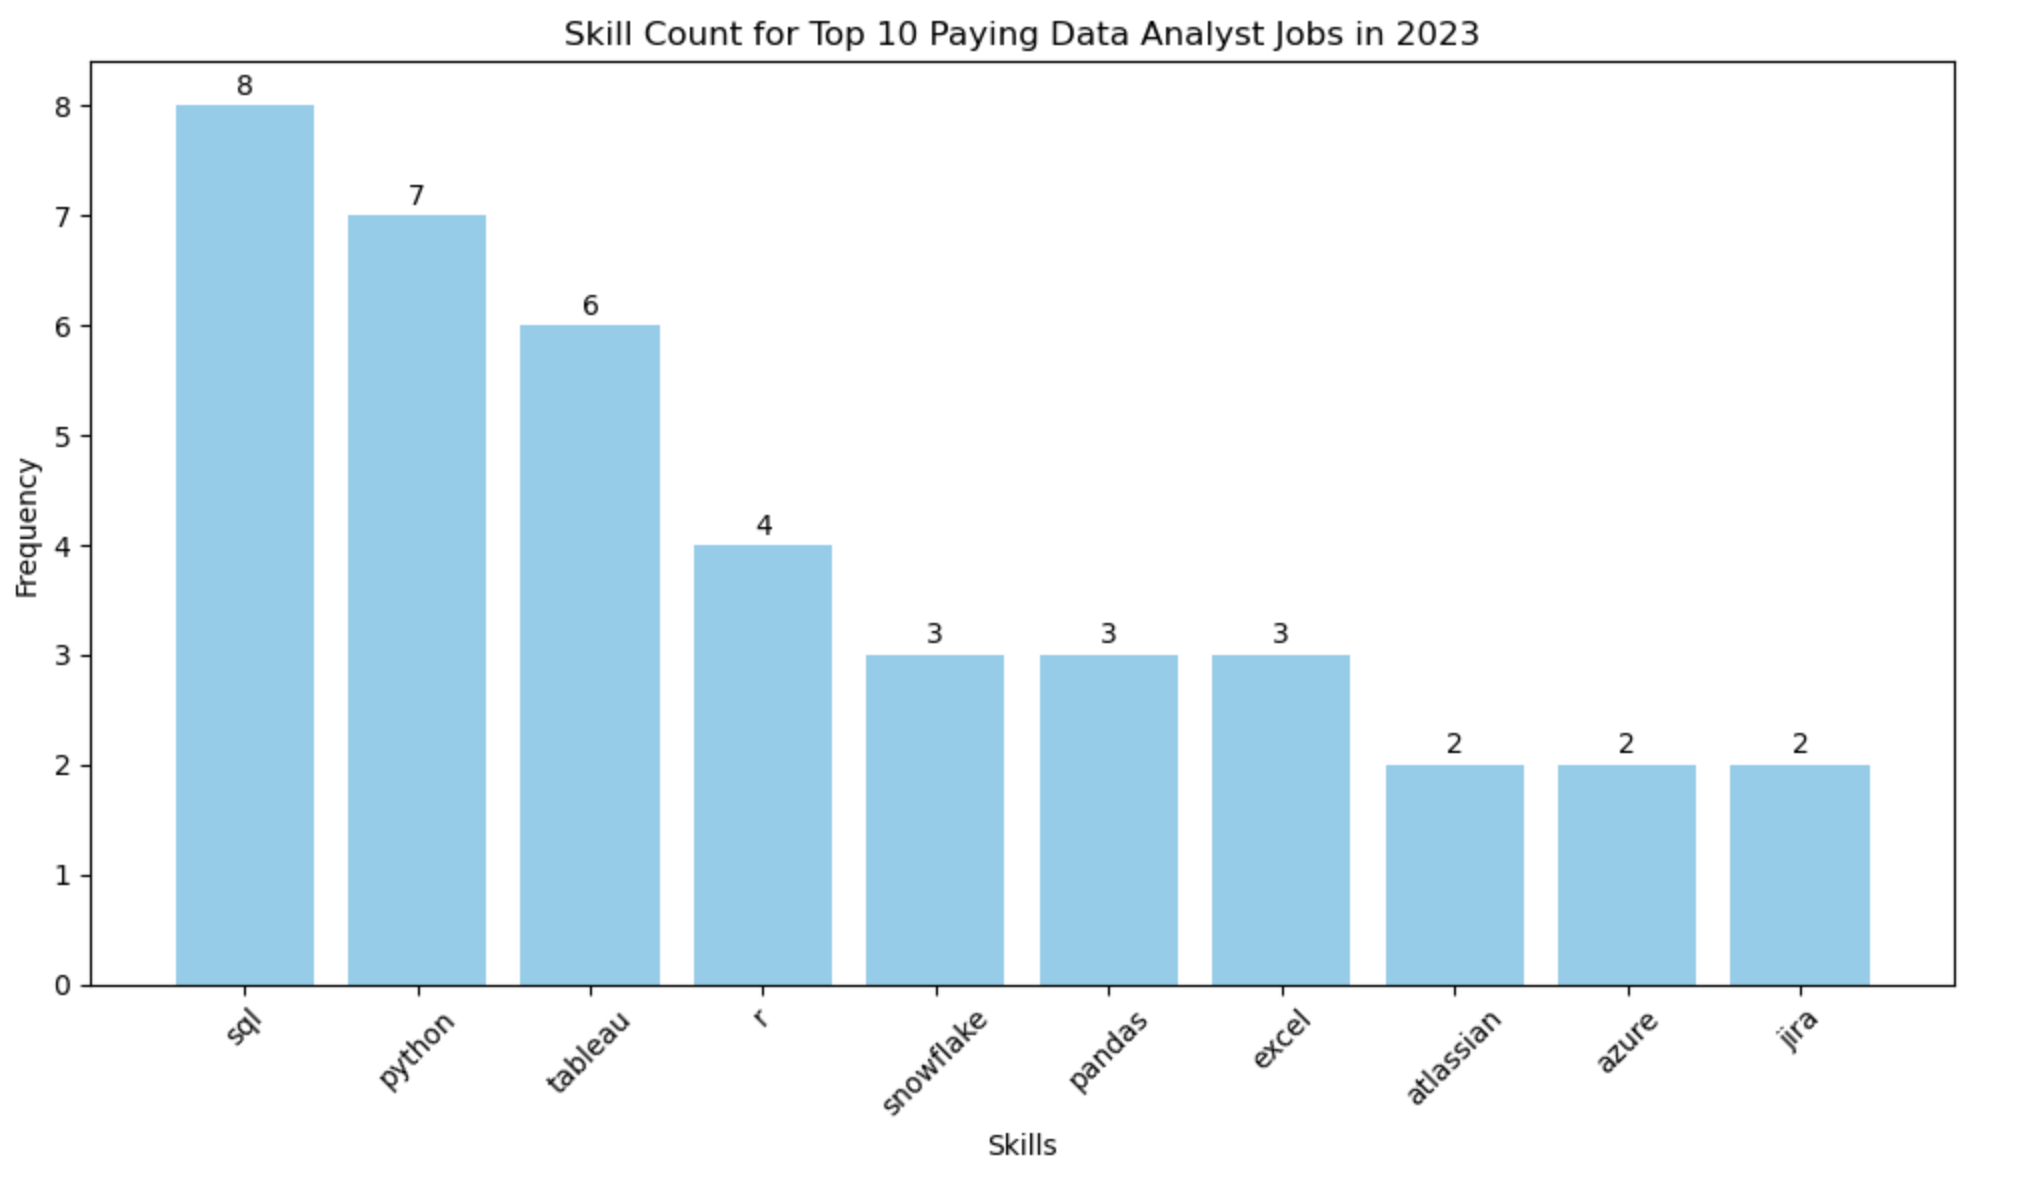 Skill Count for Top 10 Paying Data Analyst Jobs in 2023
8
7
6
5
4
3
2
1
0
Frequency
8
7
6
4
3
3
3
2
2
2
sql
python
tableau
r
snowflake
pandas
excel
atlassian
azure
jira
Skills